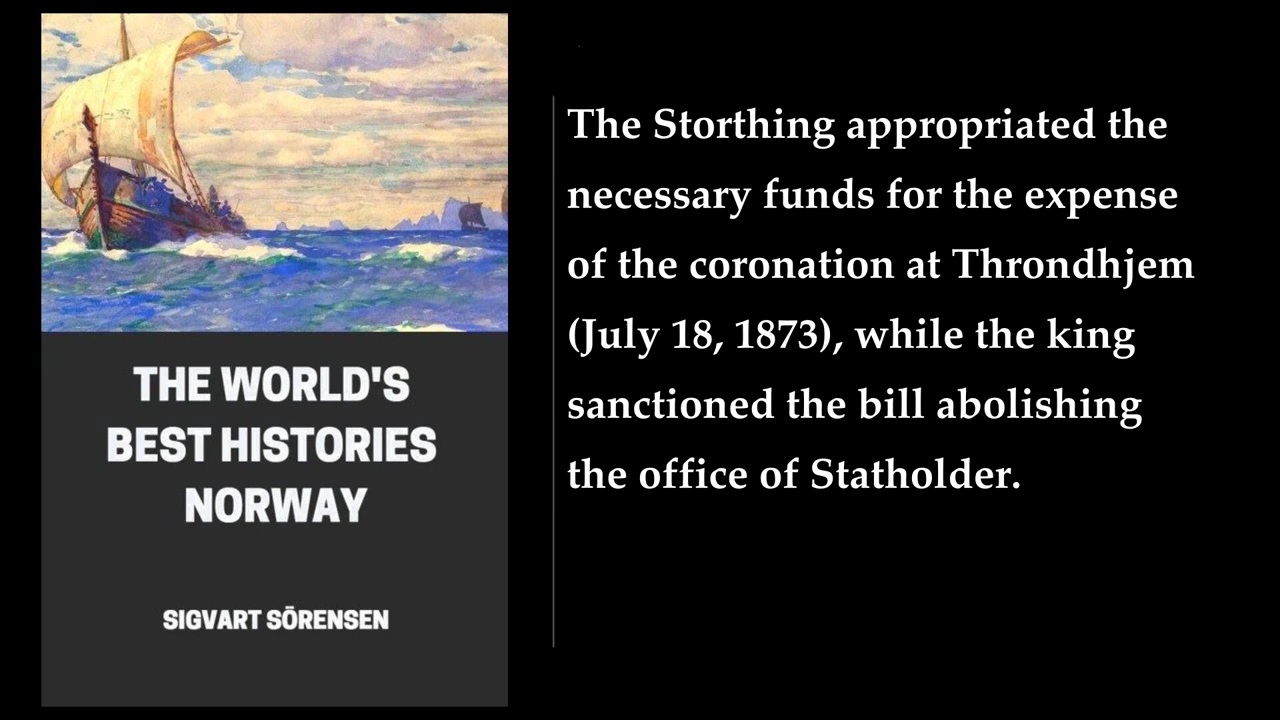 THE WORLD'S
BEST HISTORIES
NORWAY
SIGVART SÖRENSEN
The Storthing appropriated the
necessary funds for the expense
of the coronation at Throndhjem
(July 18, 1873), while the king
sanctioned the bill abolishing
the office of Statholder.